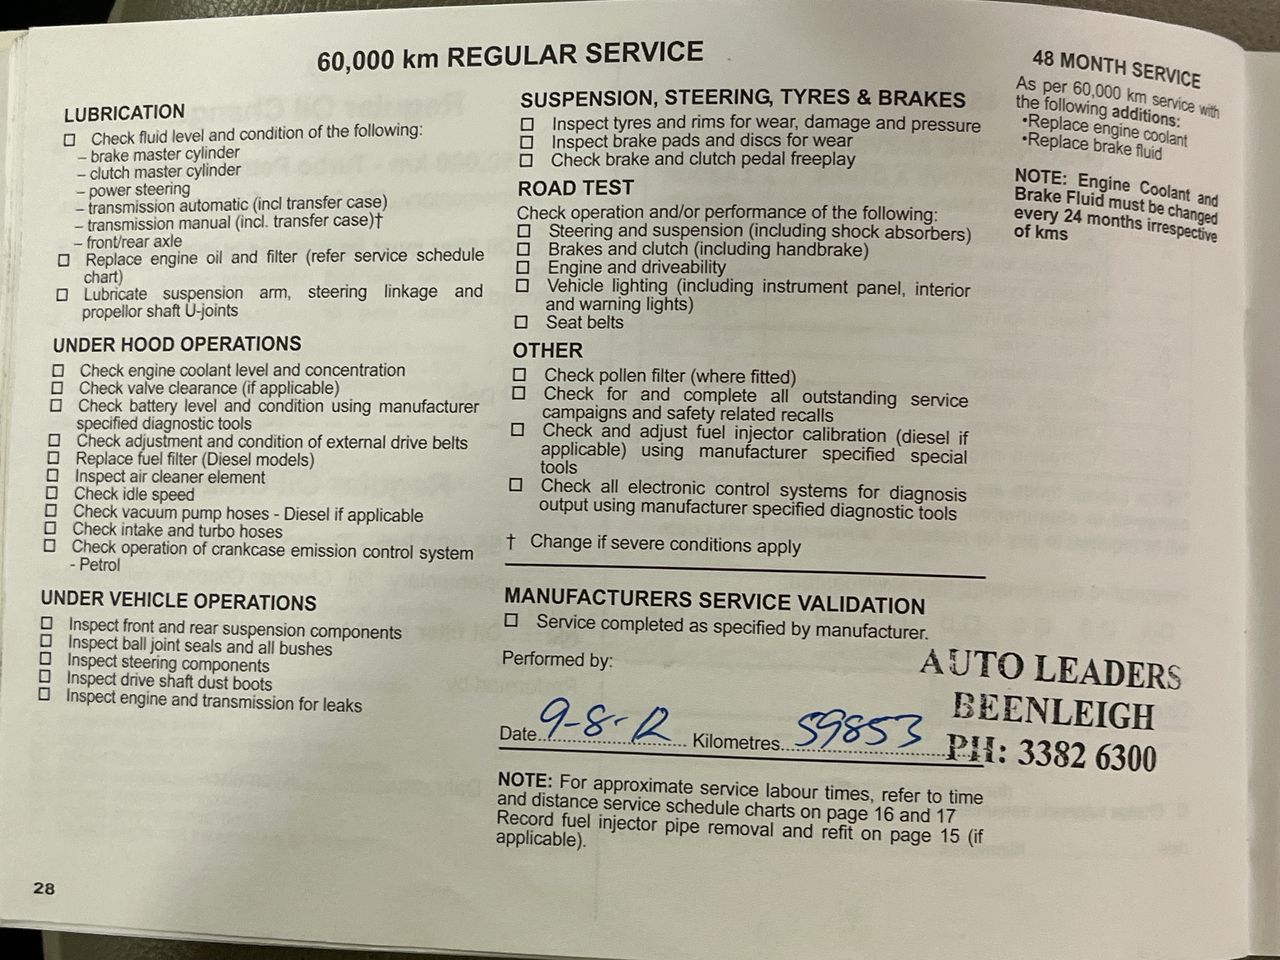 60,000 km REGULAR SERVICE
LUBRICATION
Check fluid level and condition of the following:
– brake master cylinder
– clutch master cylinder
– power steering
– transmission automatic (incl transfer case)
– transmission manual (incl. transfer case)†
– front/rear axle
Replace engine oil and filter (refer service schedule
chart)
Lubricate suspension arm, steering linkage and
propellor shaft U-joints
UNDER HOOD OPERATIONS
Check engine coolant level and concentration
Check valve clearance (if applicable)
Check battery level and condition using manufacturer
specified diagnostic tools
Check adjustment and condition of external drive belts
Replace fuel filter (Diesel models)
Inspect air cleaner element
Check idle speed
Check vacuum pump hoses - Diesel if applicable
Check intake and turbo hoses
Check operation of crankcase emission control system
- Petrol
UNDER VEHICLE OPERATIONS
Inspect front and rear suspension components
Inspect ball joint seals and all bushes
Inspect steering components
Inspect drive shaft dust boots
Inspect engine and transmission for leaks
28
SUSPENSION, STEERING, TYRES & BRAKES
Inspect tyres and rims for wear, damage and pressure
Inspect brake pads and discs for wear
Check brake and clutch pedal freeplay
ROAD TEST
Check operation and/or performance of the following:
Steering and suspension (including shock absorbers)
Brakes and clutch (including handbrake)
Engine and driveability
Vehicle lighting (including instrument panel, interior
and warning lights)
Seat belts
OTHER
Check pollen filter (where fitted)
Check for and complete all outstanding service
campaigns and safety related recalls
Check and adjust fuel injector calibration (diesel if
applicable) using manufacturer specified special
tools
Check all electronic control systems for diagnosis
output using manufacturer specified diagnostic tools
† Change if severe conditions apply
MANUFACTURERS SERVICE VALIDATION
Service completed as specified by manufacturer.
Performed by:
AUTO LEADERS
BEENLEIGH
PH: 3382 6300
Date 9-8-12 Kilometres 59853
NOTE: For approximate service labour times, refer to time
and distance service schedule charts on page 16 and 17
Record fuel injector pipe removal and refit on page 15 (if
applicable).
48 MONTH SERVICE
As per 60,000 km service with
the following additions:
•Replace engine coolant
•Replace brake fluid
NOTE: Engine Coolant and
Brake Fluid must be changed
every 24 months irrespective
of kms